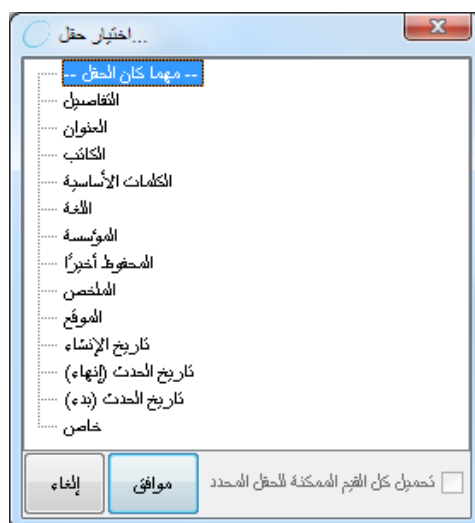 اختيار حقل...
-- مهما كان الحقل --
التفاصيل
العنوان
الكاتب
الكلمات الأساسية
اللغة
المؤسسة
المحفوظ أخيرًا
الملخص
الموقع
تاريخ الإنشاء
تاريخ الحدث (إنهاء)
تاريخ الحدث (بدء)
خاص
تحميل كل القيم الممكنة للحقل المحدد
موافق
إلغاء